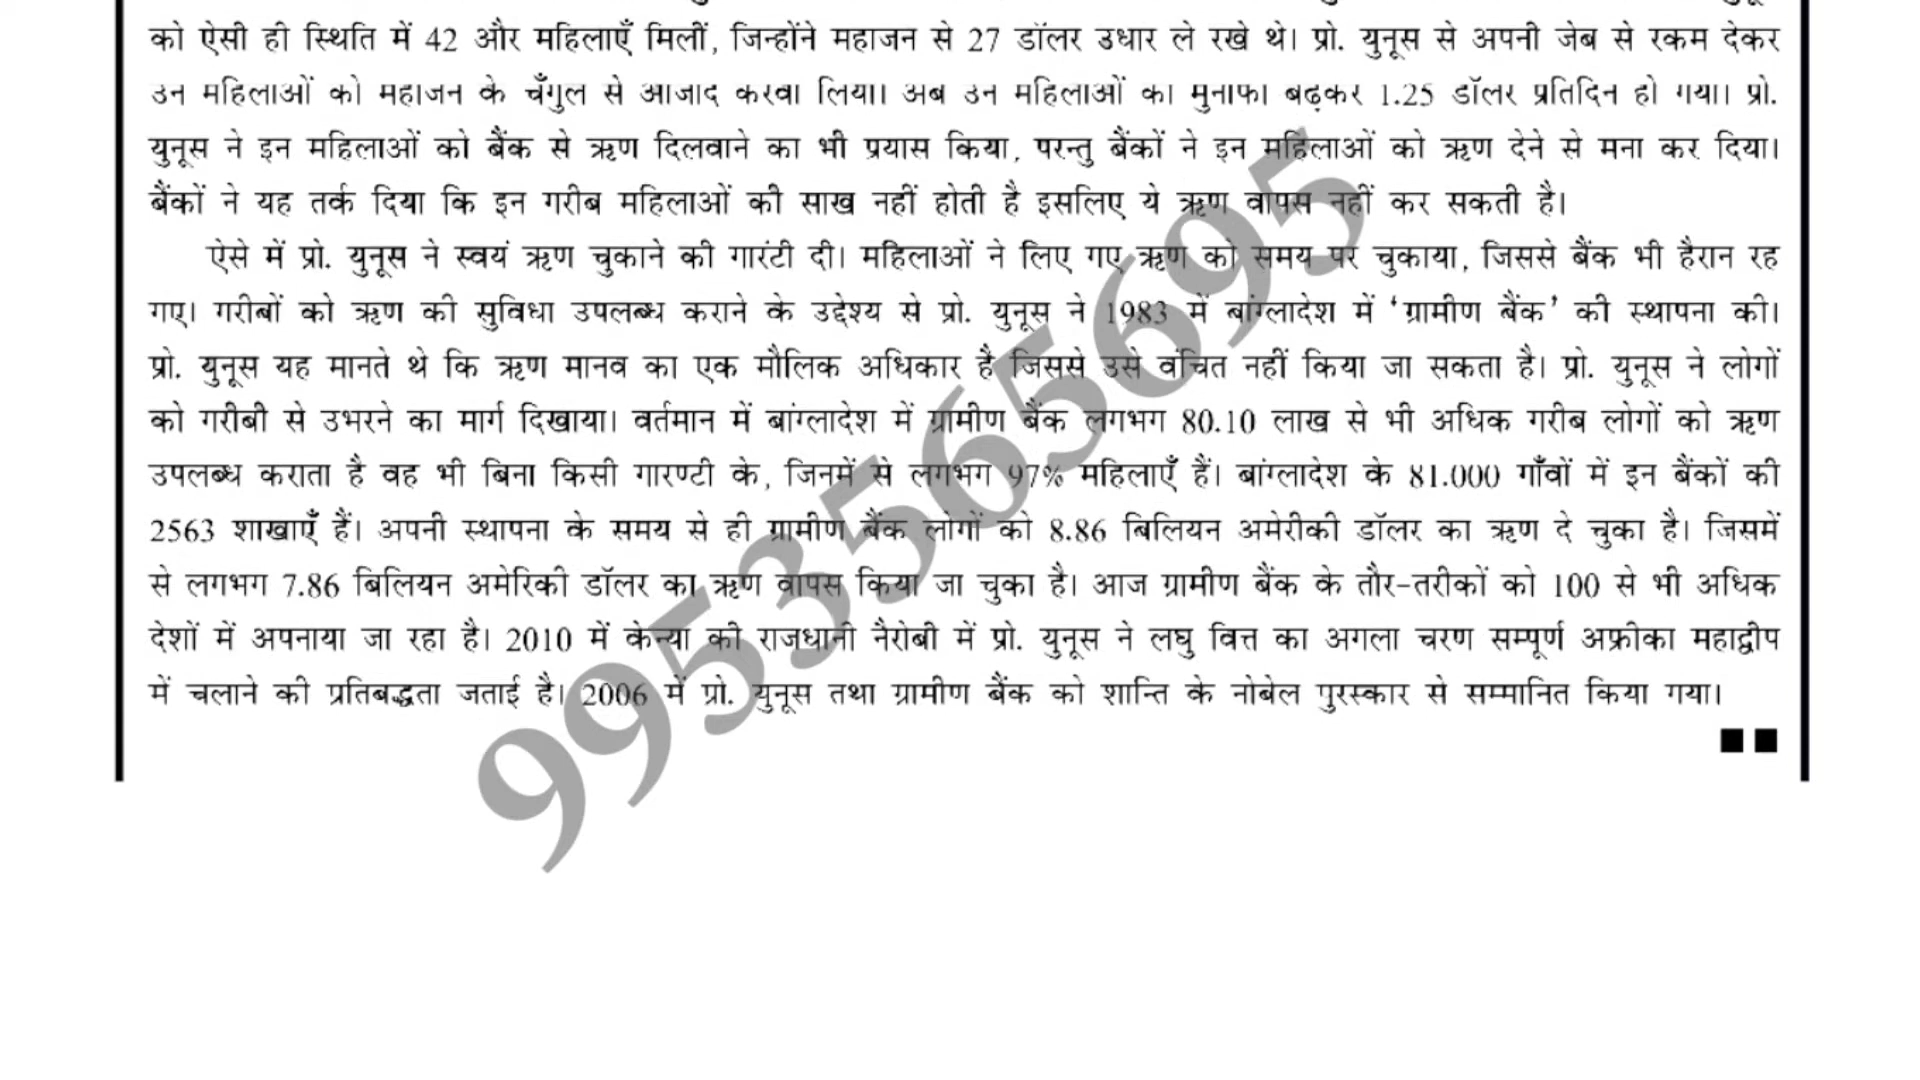 को ऐसी ही स्थिति में 42 और महिलाएँ मिलीं, जिन्होंने महाजन से 27 डॉलर उधार ले रखे थे। प्रो. युनूस से अपनी जेब से रकम देकर
उन महिलाओं को महाजन के चँगुल से आजाद करवा लिया। अब उन महिलाओं का मुनाफा बढ़कर 1.25 डॉलर प्रतिदिन हो गया। प्रो.
युनूस ने इन महिलाओं को बैंक से ऋण दिलवाने का भी प्रयास किया, परन्तु बैंकों ने इन महिलाओं को ऋण देने से मना कर दिया।
बैंकों ने यह तर्क दिया कि इन गरीब महिलाओं की साख नहीं होती है इसलिए ये ऋण वापस नहीं कर सकती है।
ऐसे में प्रो. युनूस ने स्वयं ऋण चुकाने की गारंटी दी। महिलाओं ने लिए गए ऋण को समय पर चुकाया, जिससे बैंक भी हैरान रह
गए। गरीबों को ऋण की सुविधा उपलब्ध कराने के उद्देश्य से प्रो. युनूस ने 1983 में बांग्लादेश में ‘ग्रामीण बैंक’ की स्थापना की।
प्रो. युनूस यह मानते थे कि ऋण मानव का एक मौलिक अधिकार है जिससे उसे वंचित नहीं किया जा सकता है। प्रो. युनूस ने लोगों
को गरीबी से उभरने का मार्ग दिखाया। वर्तमान में बांग्लादेश में ग्रामीण बैंक लगभग 80.10 लाख से भी अधिक गरीब लोगों को ऋण
उपलब्ध कराता है वह भी बिना किसी गारण्टी के, जिनमें से लगभग 97% महिलाएँ हैं। बांग्लादेश के 81.000 गाँवों में इन बैंकों की
2563 शाखाएँ हैं। अपनी स्थापना के समय से ही ग्रामीण बैंक लोगों को 8.86 बिलियन अमेरीकी डॉलर का ऋण दे चुका है। जिसमें
से लगभग 7.86 बिलियन अमेरिकी डॉलर का ऋण वापस किया जा चुका है। आज ग्रामीण बैंक के तौर-तरीकों को 100 से भी अधिक
देशों में अपनाया जा रहा है। 2010 में केन्या की राजधानी नैरोबी में प्रो. युनूस ने लघु वित्त का अगला चरण सम्पूर्ण अफ्रीका महाद्वीप
में चलाने की प्रतिबद्धता जताई है। 2006 में प्रो. युनूस तथा ग्रामीण बैंक को शान्ति के नोबेल पुरस्कार से सम्मानित किया गया।
9953565695